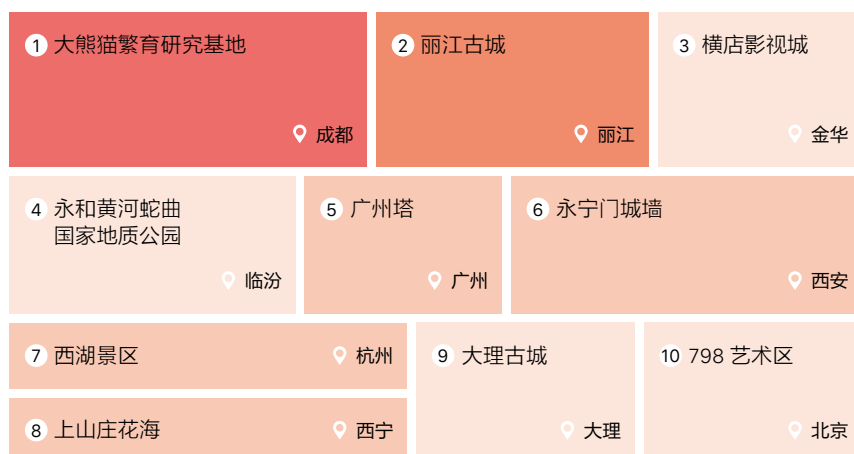 1 大熊猫繁育研究基地
成都
2 丽江古城
丽江
3 横店影视城
金华
4 永和黄河蛇曲
国家地质公园
临汾
5 广州塔
广州
6 永宁门城墙
西安
7 西湖景区
杭州
8 上山庄花海
西宁
9 大理古城
大理
10 798 艺术区
北京